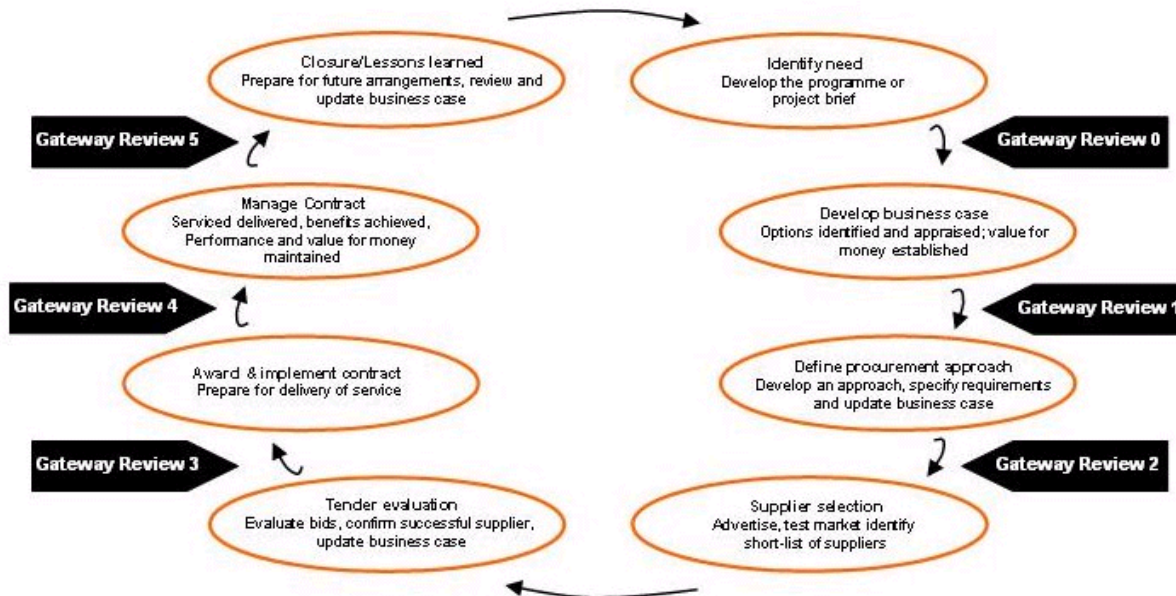 Closure/Lessons learned
Prepare for future arrangements, review and
update business case
Identify need
Develop the programme or
project brief
Gateway Review 5
Gateway Review 0
Manage Contract
Serviced delivered, benefits achieved,
Performance and value for money
maintained
Develop business case
Options identified and appraised; value for
money established
Gateway Review 4
Gateway Review 1
Award & implement contract
Prepare for delivery of service
Define procurement approach
Develop an approach, specify requirements
and update business case
Gateway Review 3
Gateway Review 2
Tender evaluation
Evaluate bids, confirm successful supplier,
update business case
Supplier selection
Advertise, test market identify
short-list of suppliers